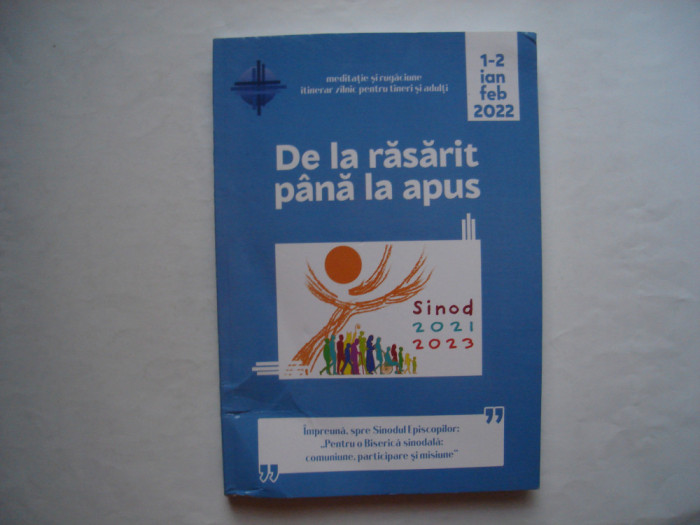 meditație și rugăciune
itinerar zilnic pentru tineri și adulți
1-2
ian
feb
2022
De la răsărit
până la apus
Sinod
2021
2023
Împreună, spre Sinodul Episcopilor:
„Pentru o Biserică sinodală:
comuniune, participare și misiune”